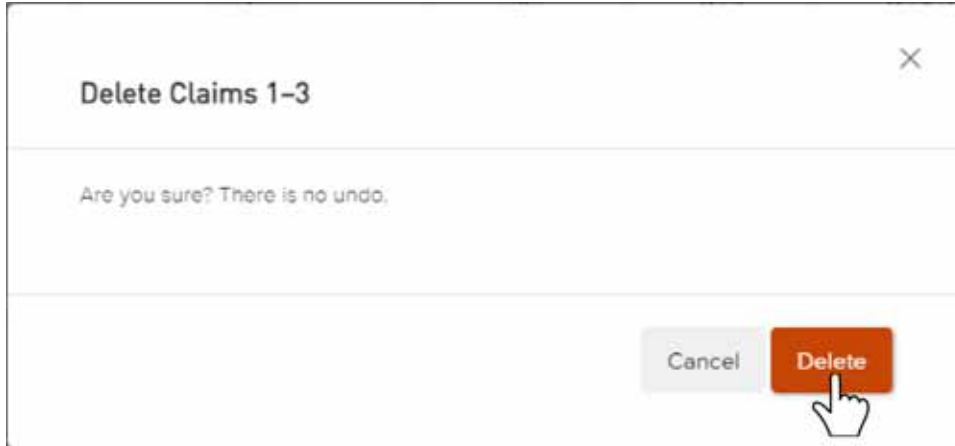 Delete Claims 1–3
Are you sure? There is no undo.
Cancel Delete